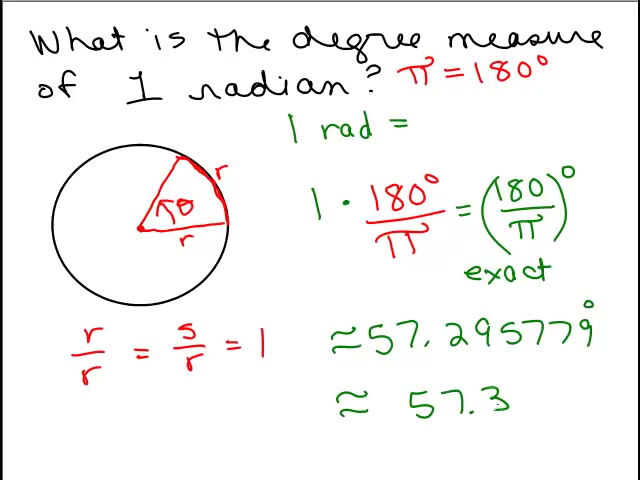 What is the degree measure
of 1 radian? π = 180°
1 rad =
r
θ
r
1 · 180°/π = (180/π)°
exact
r/r = s/r = 1
≈ 57.295779°
≈ 57.3